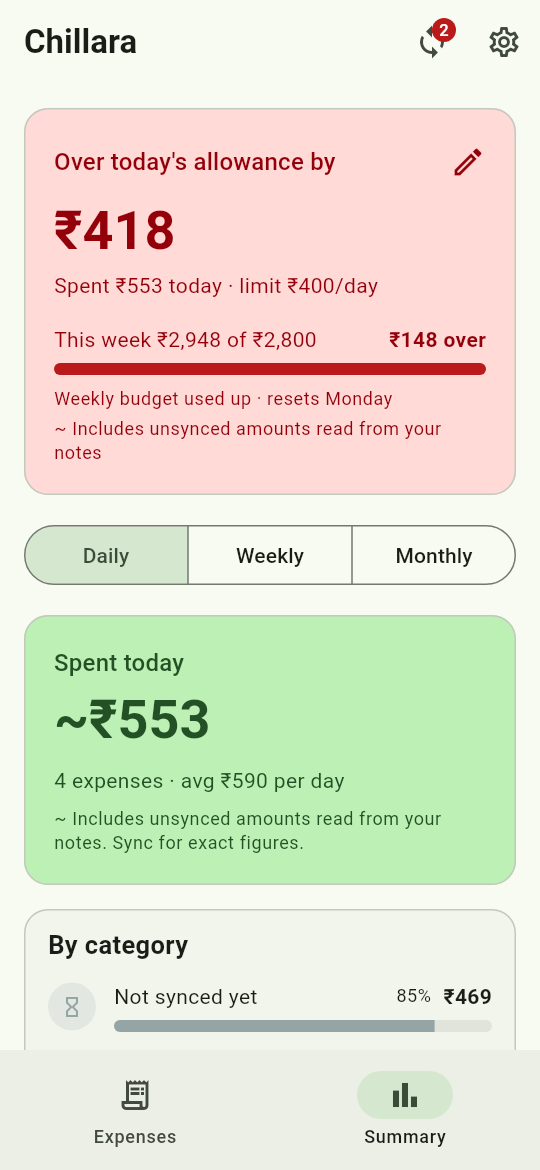 Chillara
2
Over today's allowance by
₹418
Spent ₹553 today · limit ₹400/day
This week ₹2,948 of ₹2,800 ₹148 over
Weekly budget used up · resets Monday
~ Includes unsynced amounts read from your
notes
Daily Weekly Monthly
Spent today
~₹553
4 expenses · avg ₹590 per day
~ Includes unsynced amounts read from your
notes. Sync for exact figures.
By category
Not synced yet 85% ₹469
Expenses Summary